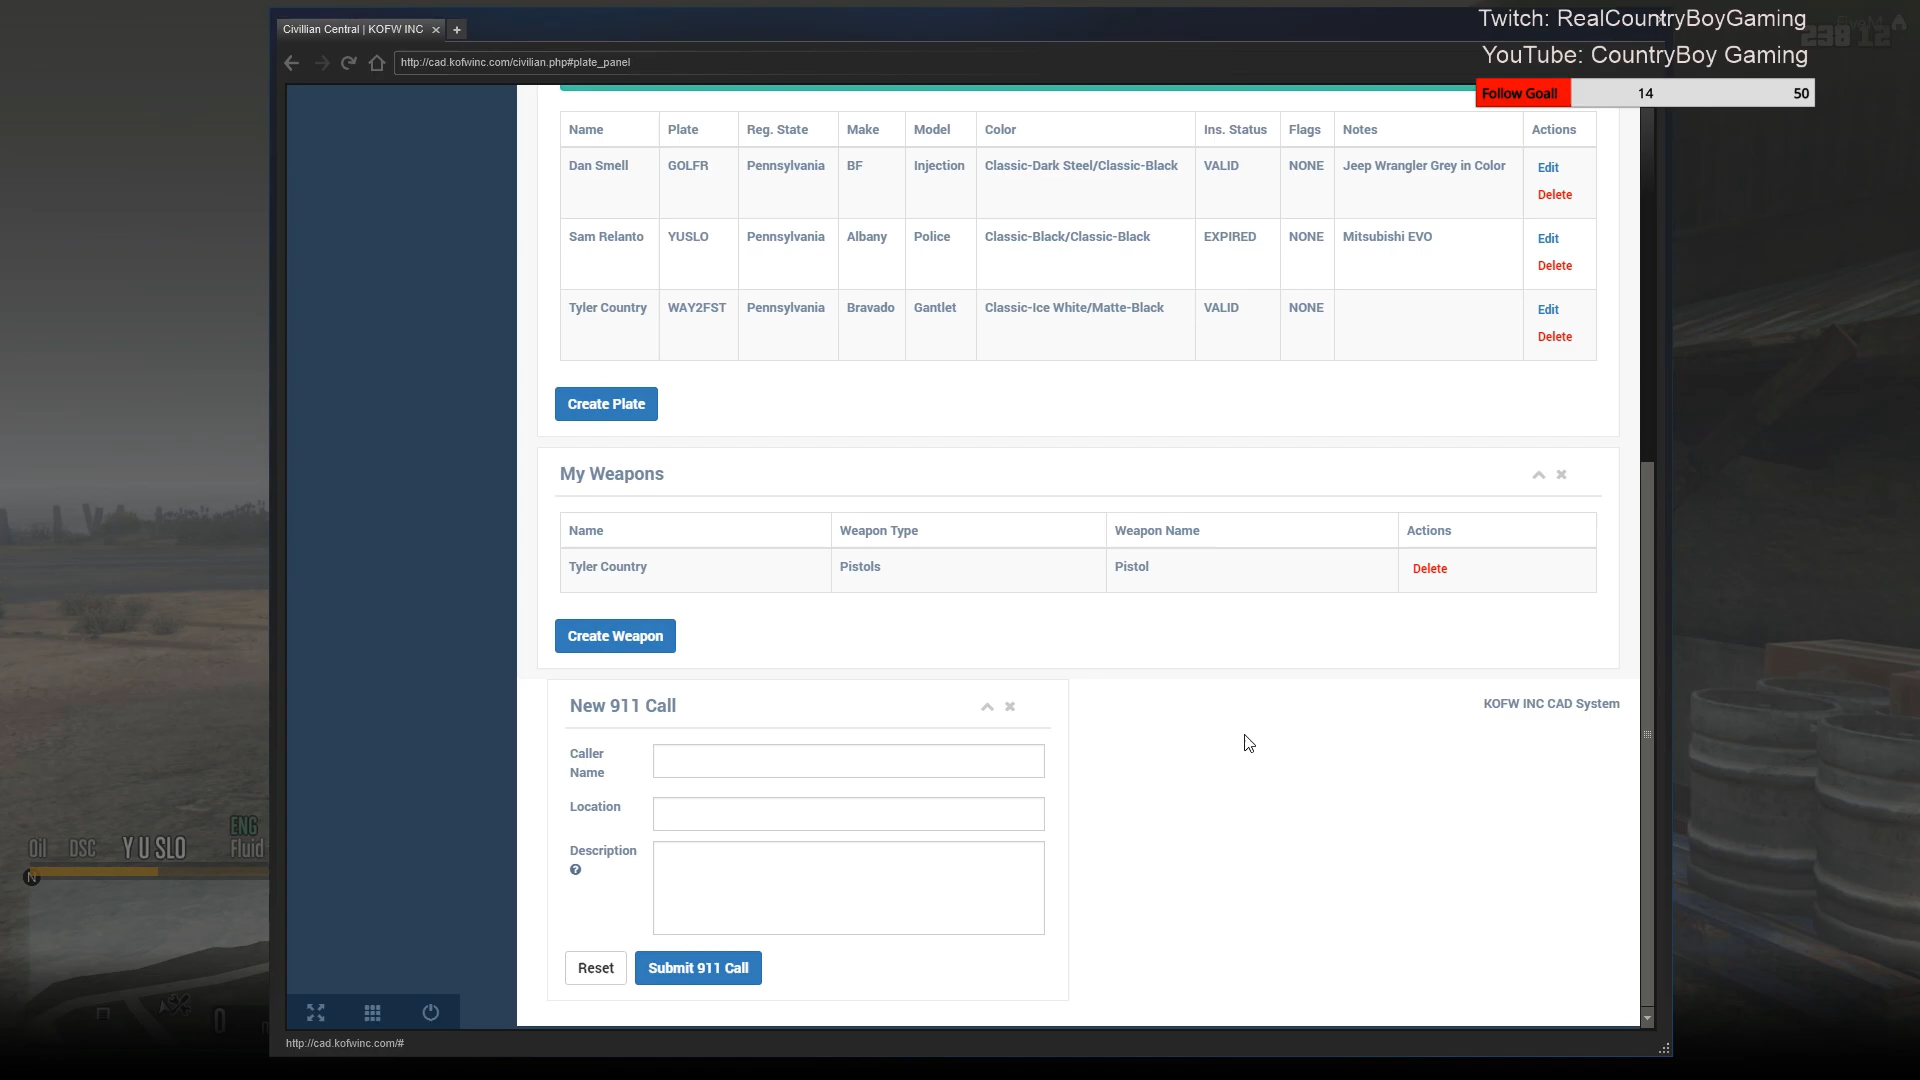 Civillian Central | KOFW INC
Twitch: RealCountryBoyGaming
YouTube: CountryBoy Gaming
http://cad.kofwinc.com/civilian.php#plate_panel
Follow Goal! 14 50
Name Plate Reg. State Make Model Color Ins. Status Flags Notes Actions
Dan Smell GOLFR Pennsylvania BF Injection Classic-Dark Steel/Classic-Black VALID NONE Jeep Wrangler Grey in Color Edit
Delete
Sam Relanto YUSLO Pennsylvania Albany Police Classic-Black/Classic-Black EXPIRED NONE Mitsubishi EVO Edit
Delete
Tyler Country WAY2FST Pennsylvania Bravado Gantlet Classic-Ice White/Matte-Black VALID NONE Edit
Delete
Create Plate
My Weapons
Name Weapon Type Weapon Name Actions
Tyler Country Pistols Pistol Delete
Create Weapon
New 911 Call
KOFW INC CAD System
Caller
Name
Location
Description
Reset Submit 911 Call
ENG
Oil DSC Y U SLO Fluid
N
0
http://cad.kofwinc.com/#